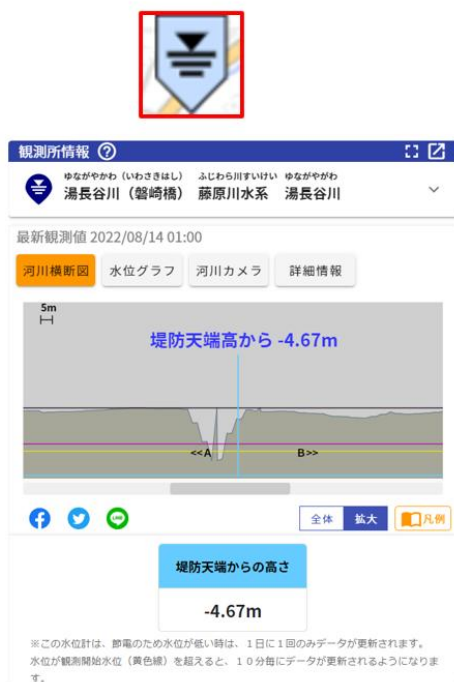 観測所情報 ?
ゆながやかわ（いわさきはし） ふじわら川すいけい ゆながやがわ
湯長谷川（磐崎橋） 藤原川水系 湯長谷川
最新観測値 2022/08/14 01:00
河川横断図 水位グラフ 河川カメラ 詳細情報
5m
堤防天端高から -4.67m
<<A B>>
全体 拡大 凡例
LINE
堤防天端からの高さ
-4.67m
※この水位計は、節電のため水位が低い時は、１日に１回のみデータが更新されます。
水位が観測開始水位（黄色線）を超えると、１０分毎にデータが更新されるようになりま
す。